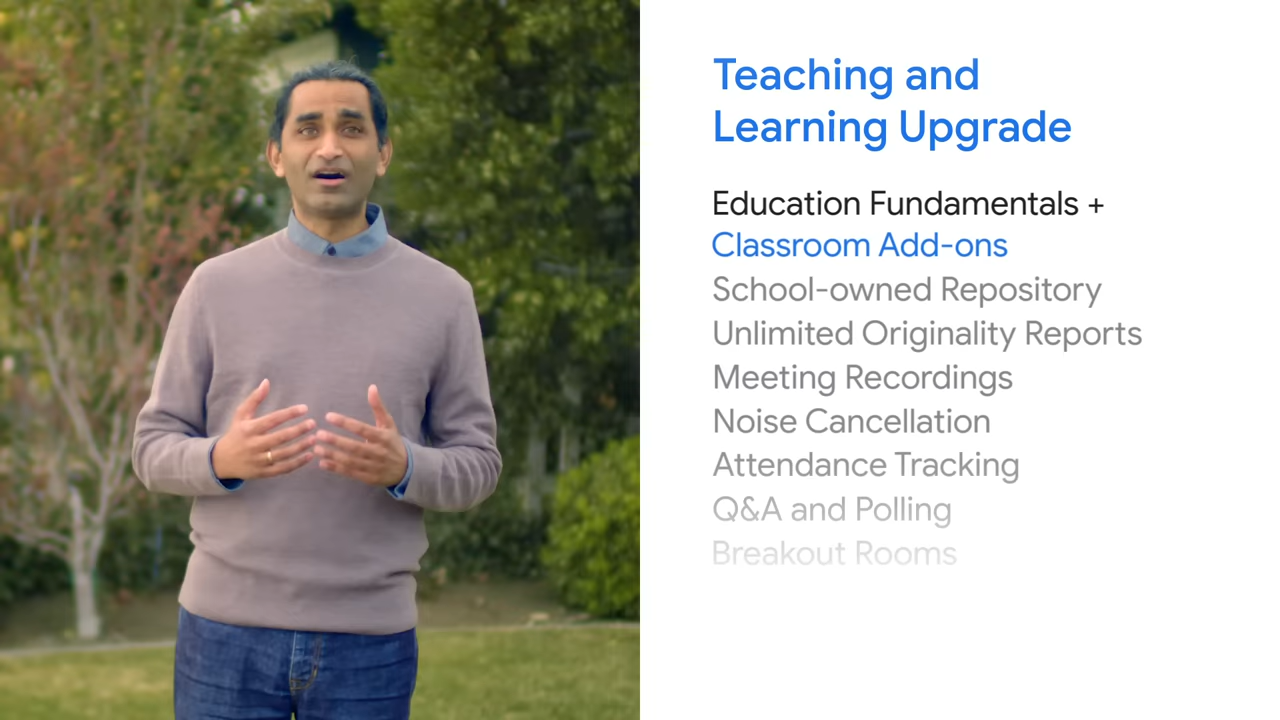 Teaching and
Learning Upgrade
Education Fundamentals +
Classroom Add-ons
School-owned Repository
Unlimited Originality Reports
Meeting Recordings
Noise Cancellation
Attendance Tracking
Q&A and Polling
Breakout Rooms